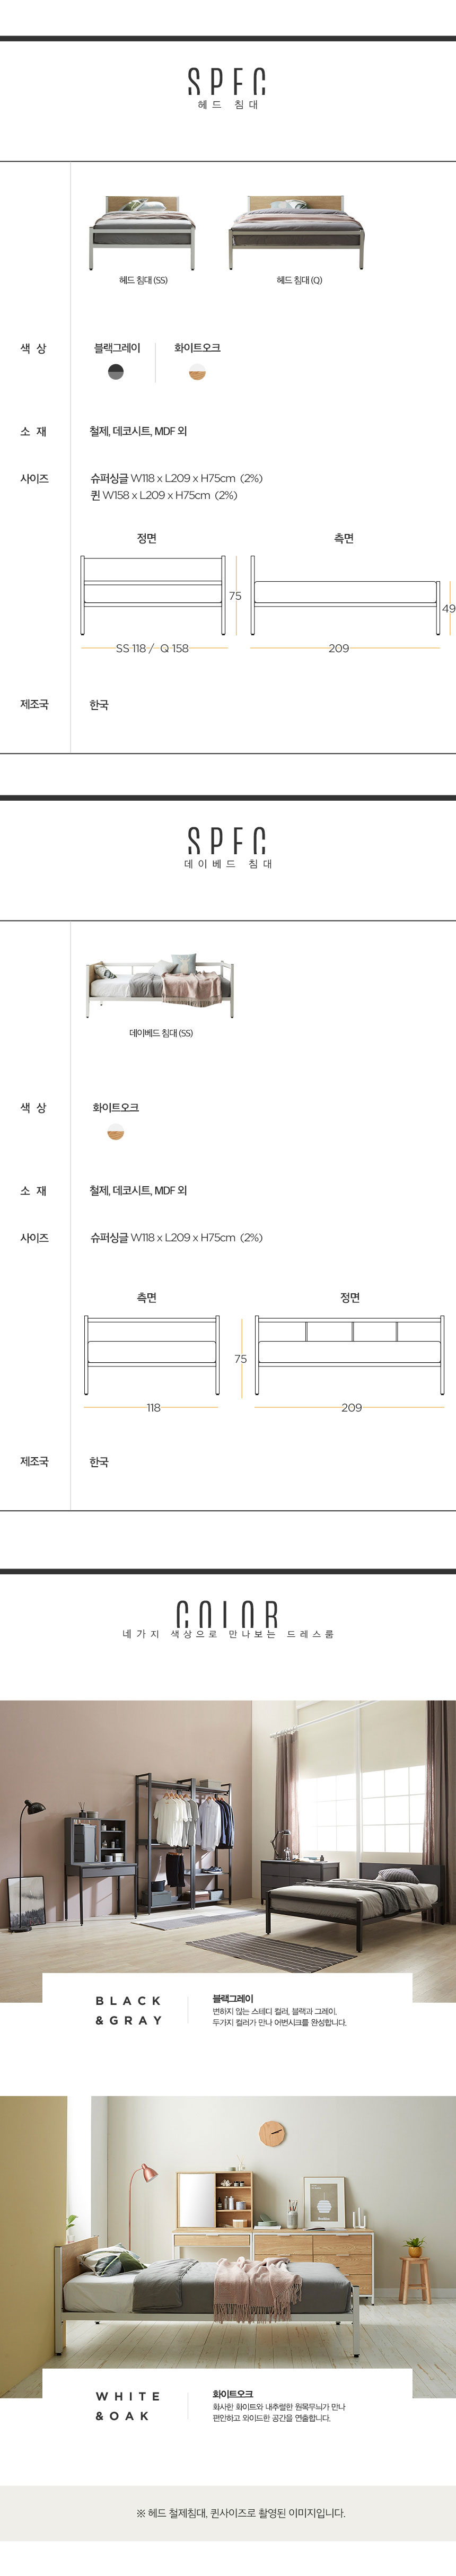 SPEC
헤드 침대
헤드 침대 (SS)
헤드 침대 (Q)
색 상
블랙그레이
화이트오크
소 재
철제, 데코시트, MDF 외
사이즈
슈퍼싱글 W118 x L209 x H75cm (2%)
퀸 W158 x L209 x H75cm (2%)
정면
측면
75
49
SS 118 / Q 158
209
제조국
한국
SPEC
데이베드 침대
데이베드 침대 (SS)
색 상
화이트오크
소 재
철제, 데코시트, MDF 외
사이즈
슈퍼싱글 W118 x L209 x H75cm (2%)
측면
정면
75
118
209
제조국
한국
COLOR
네가지 색상으로 만나보는 드레스룸
BLACK
& GRAY
블랙그레이
변하지 않는 스테디 컬러, 블랙과 그레이.
두가지 컬러가 만나 어번시크를 완성합니다.
WHITE
& OAK
화이트오크
화사한 화이트와 내추럴한 원목무늬가 만나
편안하고 와이드한 공간을 연출합니다.
※ 헤드 철제침대, 퀸사이즈로 촬영된 이미지입니다.